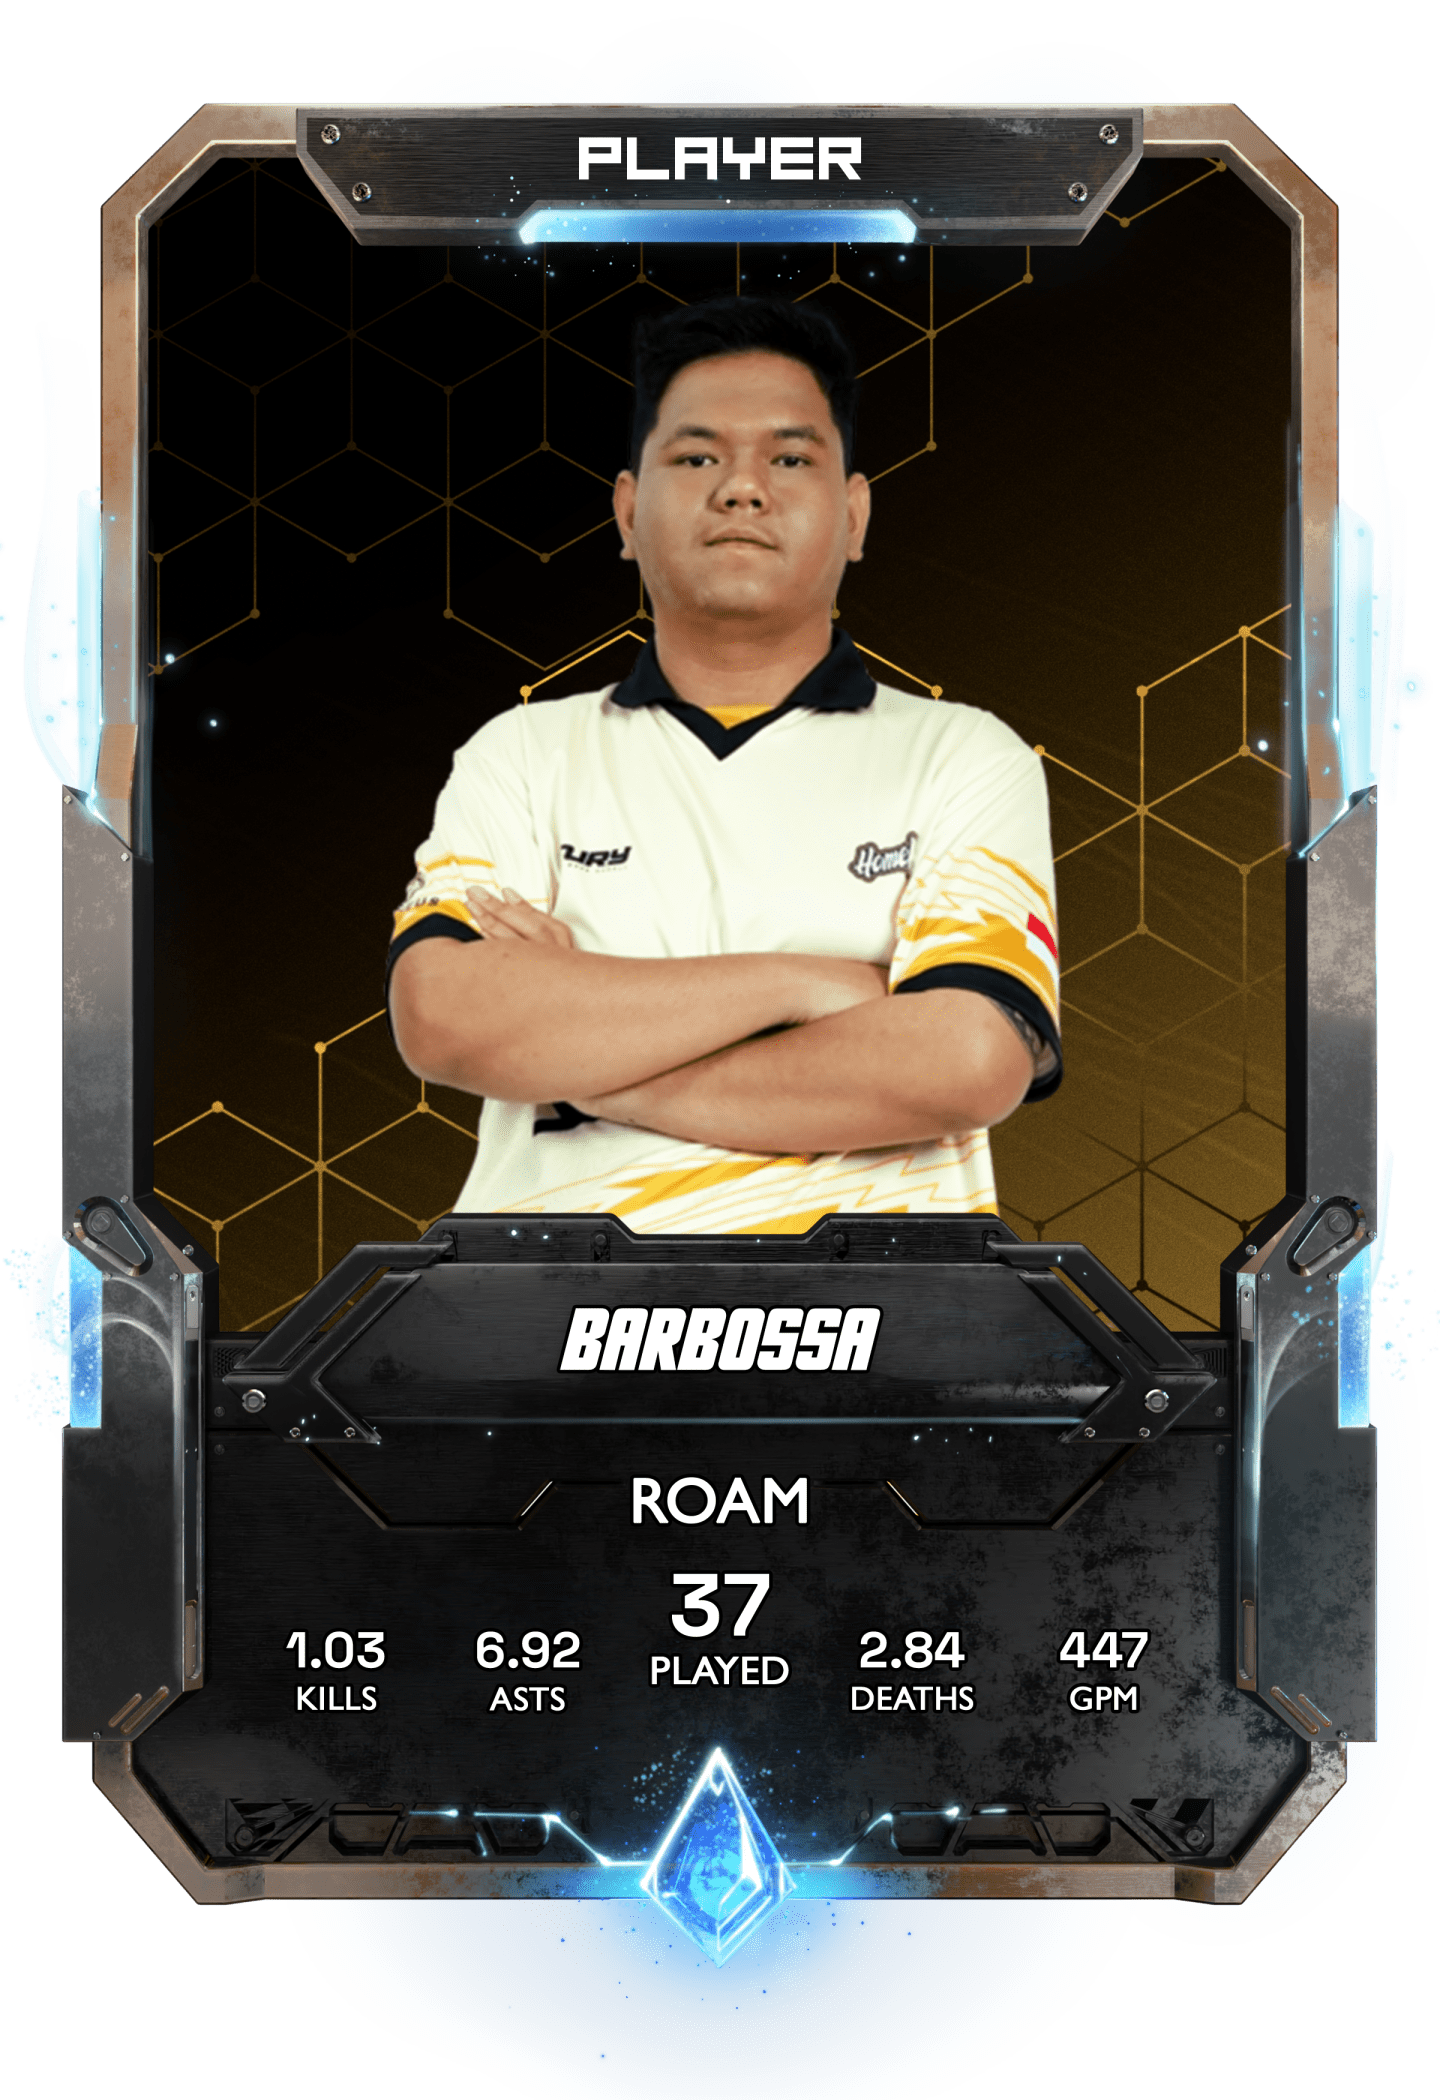 PLAYER
BARBOSSA
ROAM
37
PLAYED
1.03
KILLS
6.92
ASTS
2.84
DEATHS
447
GPM